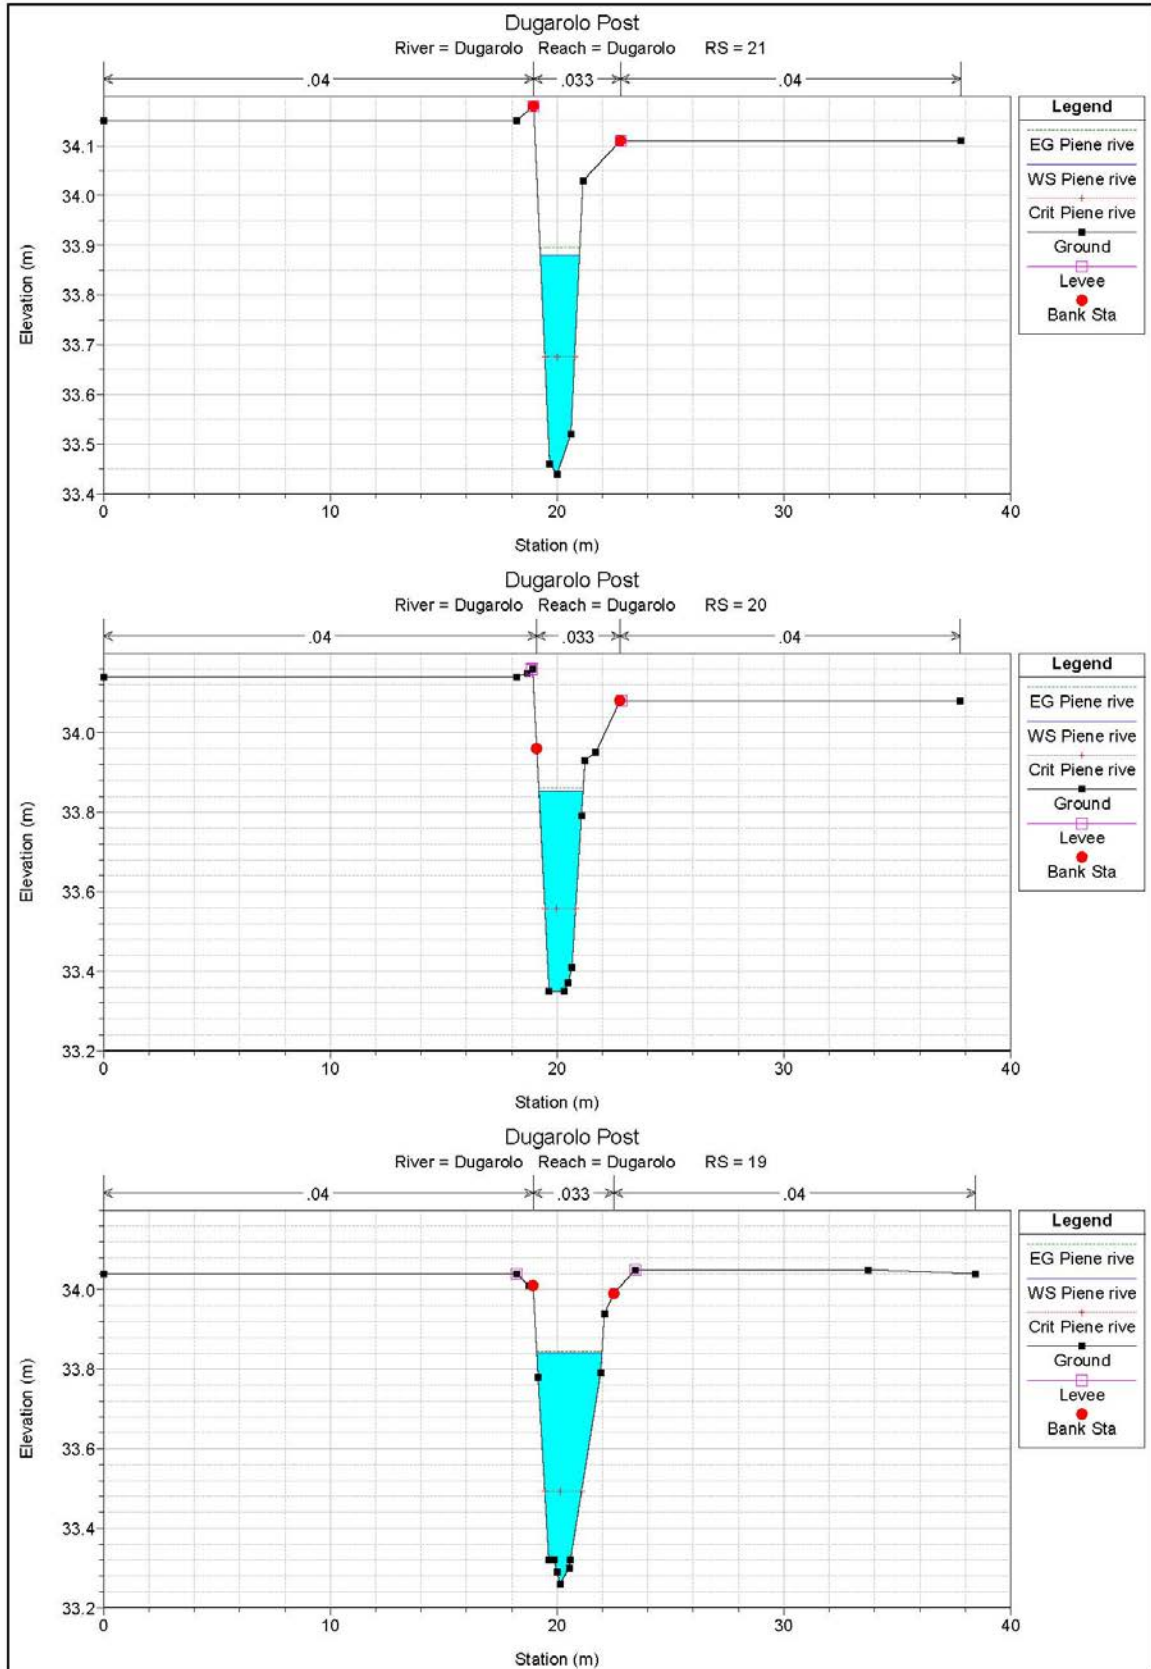 Dugarolo Post
River = Dugarolo Reach = Dugarolo RS = 21
.04 .033 .04
Elevation (m)
34.1
34.0
33.9
33.8
33.7
33.6
33.5
33.4
0 10 20 30 40
Station (m)
Legend
EG Piene rive
WS Piene rive
Crit Piene rive
Ground
Levee
Bank Sta
Dugarolo Post
River = Dugarolo Reach = Dugarolo RS = 20
.04 .033 .04
Elevation (m)
34.0
33.8
33.6
33.4
33.2
0 10 20 30 40
Station (m)
Legend
EG Piene rive
WS Piene rive
Crit Piene rive
Ground
Levee
Bank Sta
Dugarolo Post
River = Dugarolo Reach = Dugarolo RS = 19
.04 .033 .04
Elevation (m)
34.0
33.8
33.6
33.4
33.2
0 10 20 30 40
Station (m)
Legend
EG Piene rive
WS Piene rive
Crit Piene rive
Ground
Levee
Bank Sta